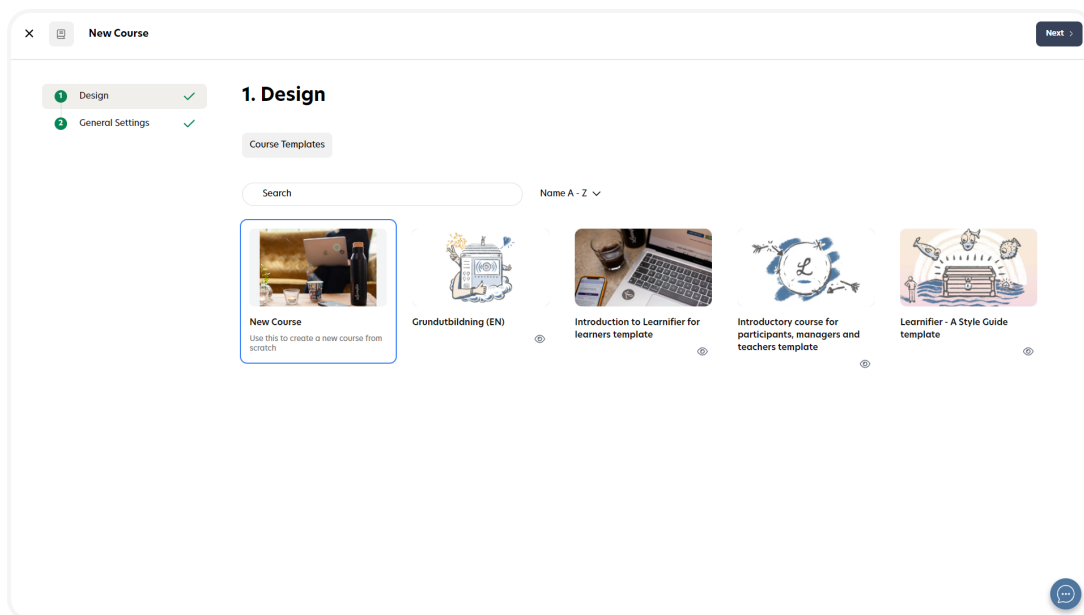 New Course
Next
1 Design
2 General Settings
1. Design
Course Templates
Search
Name A - Z
New Course
Use this to create a new course from
scratch
Grundutbildning (EN)
Introduction to Learnifier for
learners template
Introductory course for
participants, managers and
teachers template
Learnifier - A Style Guide
template